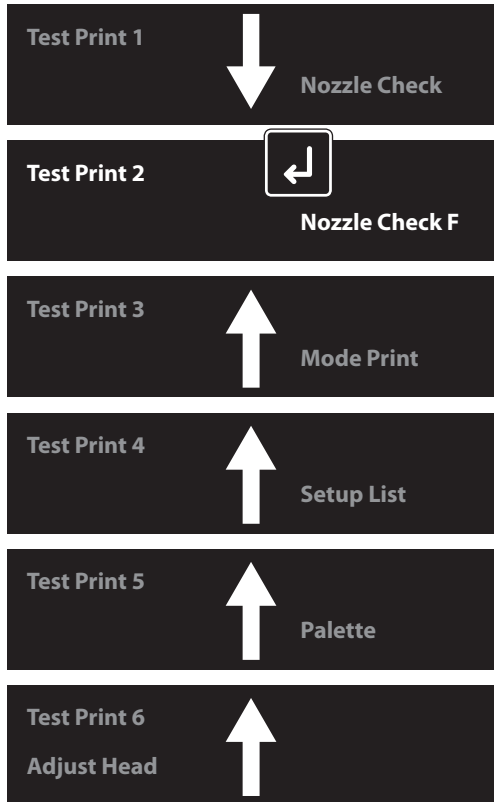 Test Print 1
Nozzle Check
Test Print 2
Nozzle Check F
Test Print 3
Mode Print
Test Print 4
Setup List
Test Print 5
Palette
Test Print 6
Adjust Head